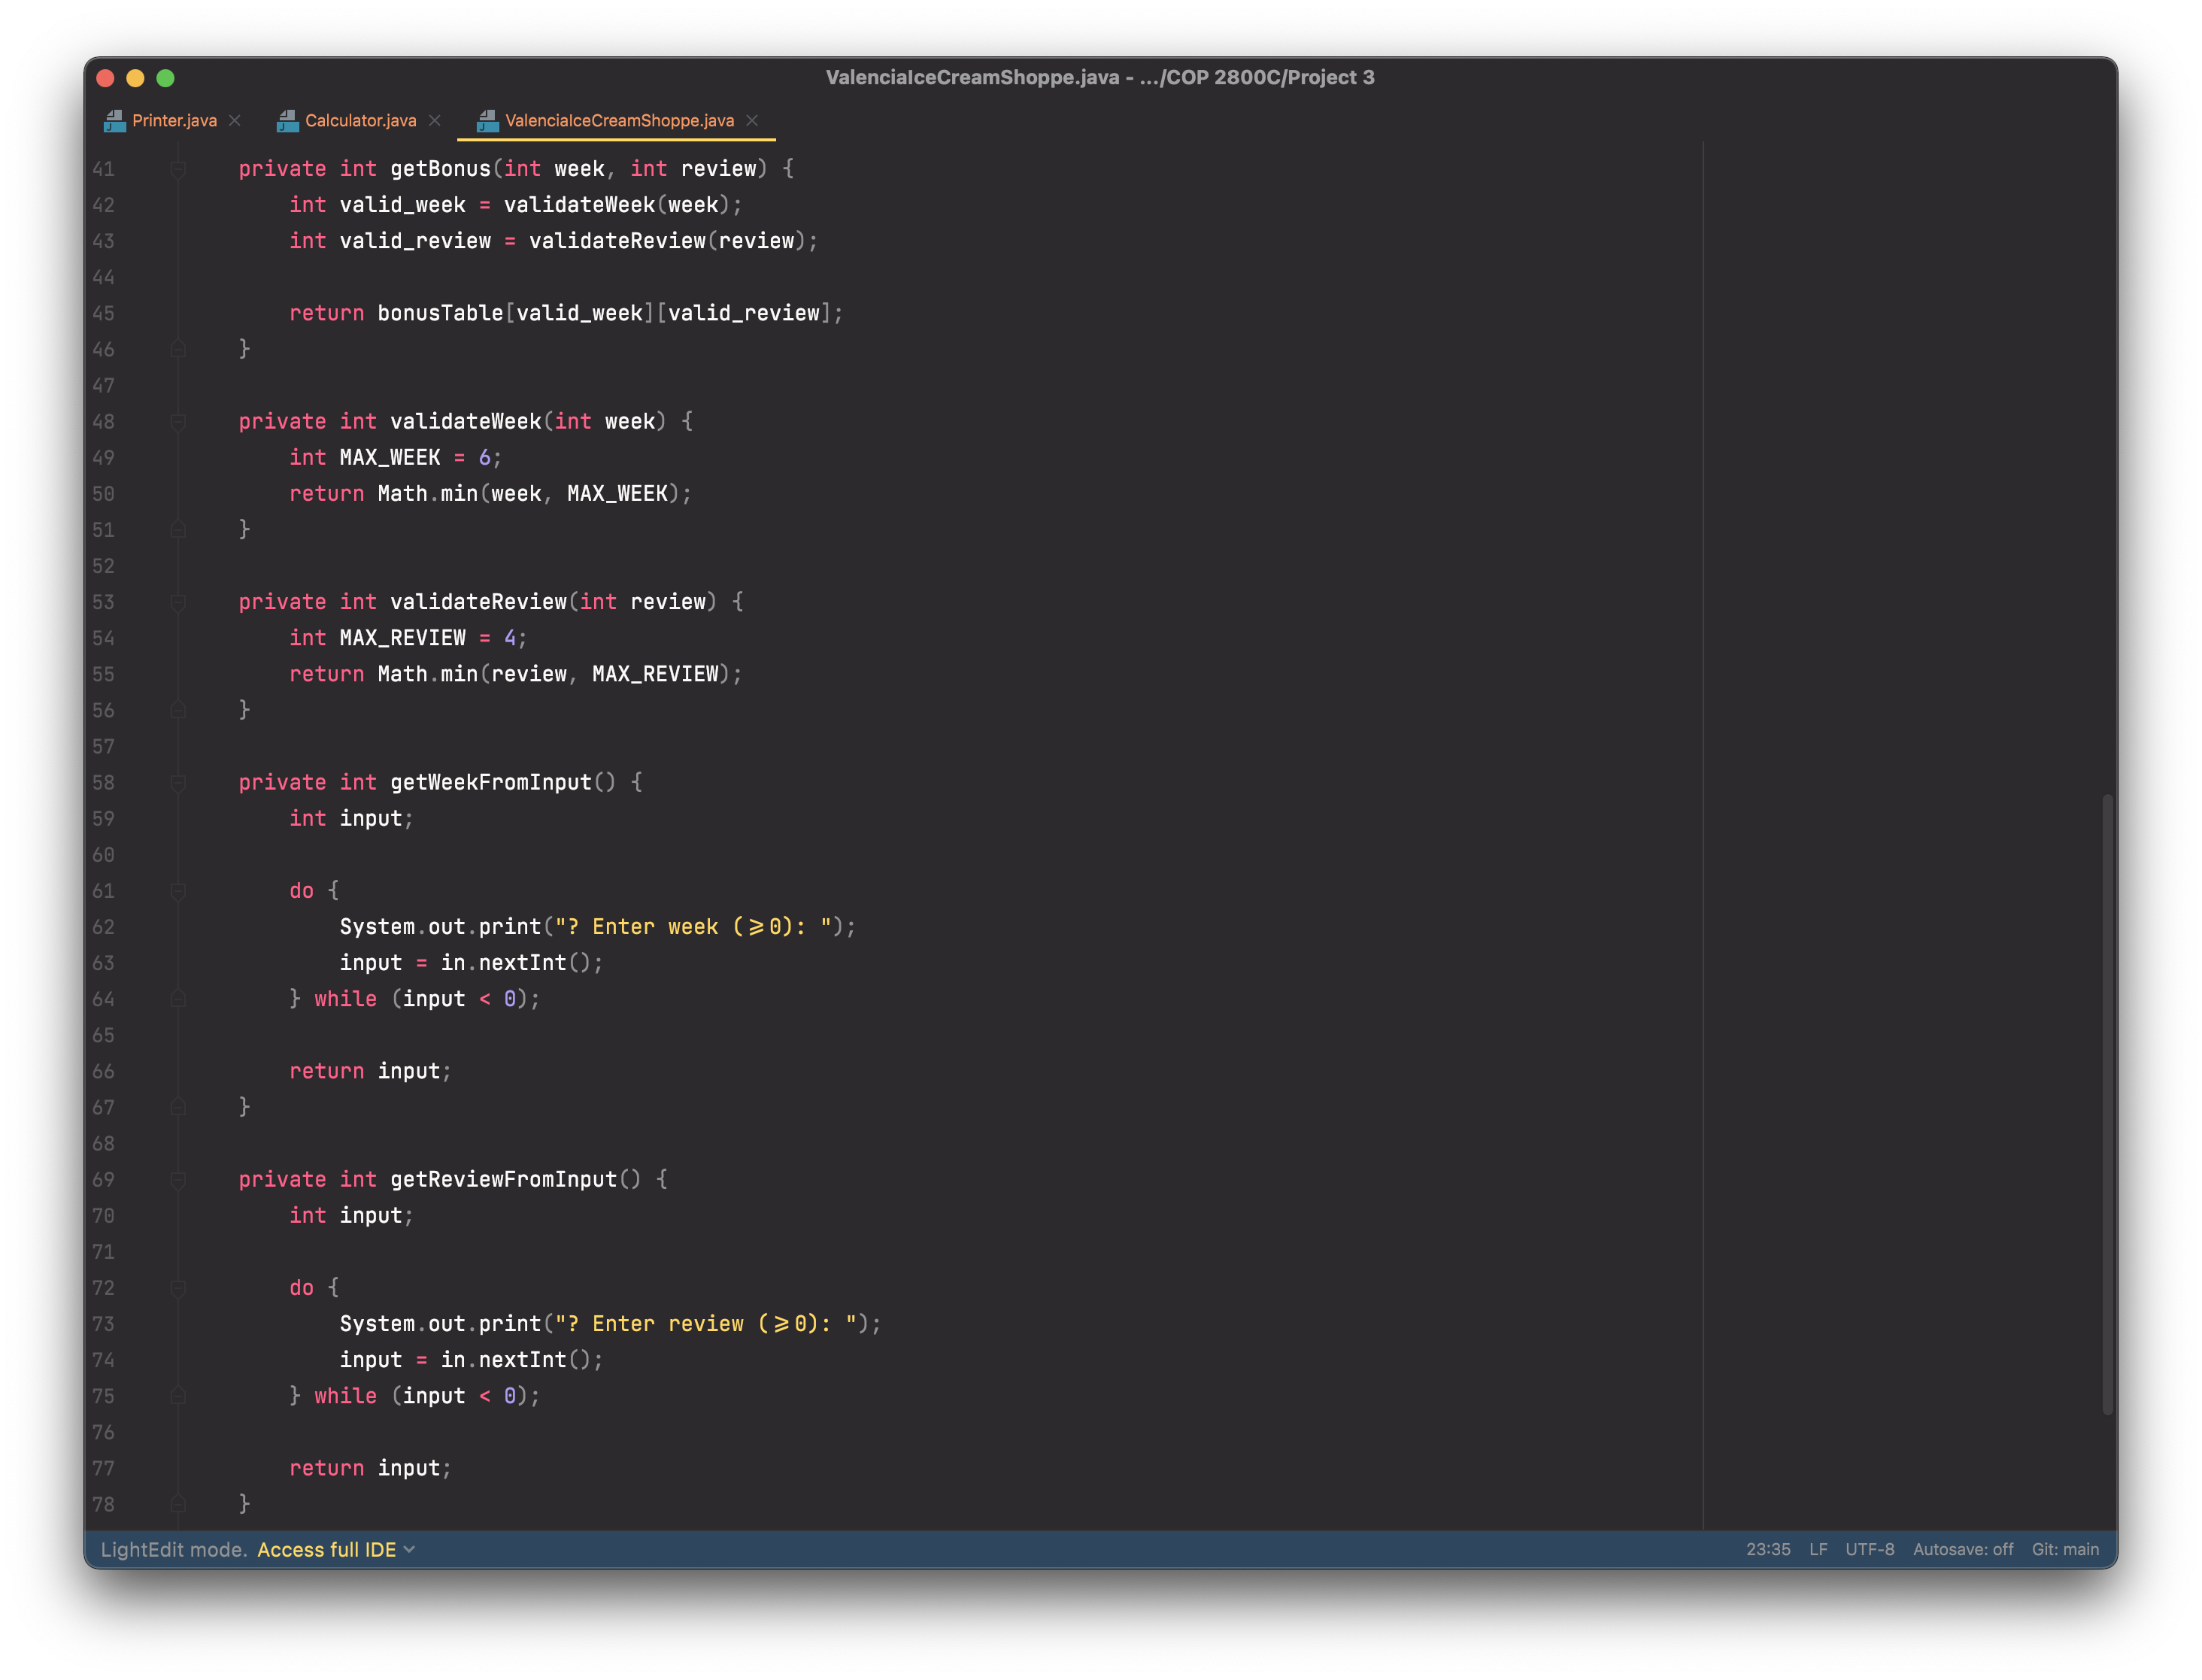 ValenciaIceCreamShoppe.java - .../COP 2800C/Project 3
Printer.java Calculator.java ValenciaIceCreamShoppe.java
41 private int getBonus(int week, int review) {
42 int valid_week = validateWeek(week);
43 int valid_review = validateReview(review);
44
45 return bonusTable[valid_week][valid_review];
46 }
47
48 private int validateWeek(int week) {
49 int MAX_WEEK = 6;
50 return Math.min(week, MAX_WEEK);
51 }
52
53 private int validateReview(int review) {
54 int MAX_REVIEW = 4;
55 return Math.min(review, MAX_REVIEW);
56 }
57
58 private int getWeekFromInput() {
59 int input;
60
61 do {
62 System.out.print("? Enter week (>=0): ");
63 input = in.nextInt();
64 } while (input < 0);
65
66 return input;
67 }
68
69 private int getReviewFromInput() {
70 int input;
71
72 do {
73 System.out.print("? Enter review (>=0): ");
74 input = in.nextInt();
75 } while (input < 0);
76
77 return input;
78 }
LightEdit mode. Access full IDE 23:35 LF UTF-8 Autosave: off Git: main